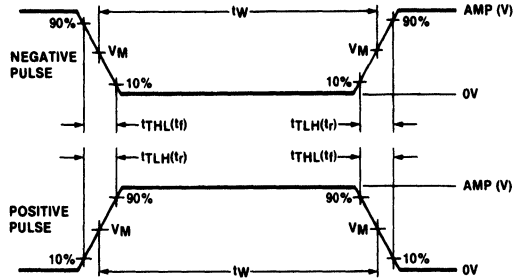 tW
AMP (V)
90%
90%
NEGATIVE
PULSE
VM
VM
10%
10%
0V
tTHL(tf)
tTLH(tr)
tTLH(tr)
tTHL(tf)
AMP (V)
90%
90%
POSITIVE
PULSE
VM
VM
10%
10%
0V
tW